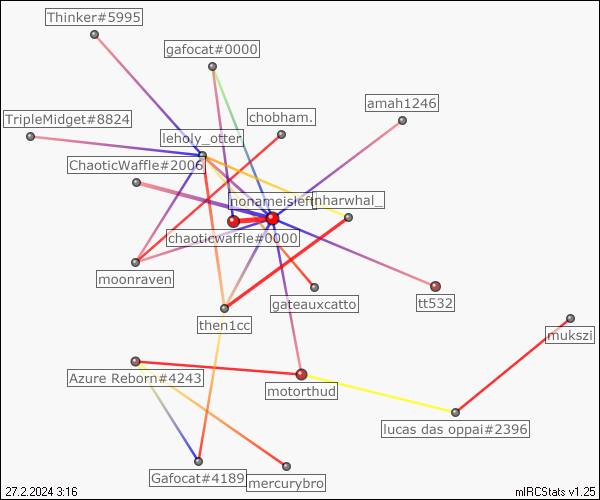 Thinker#5995
gafocat#0000
amah1246
TripleMidget#8824
chobham.
leholy_otter
ChaoticWaffle#2006
nonameisleft
nharwhal_
chaoticwaffle#0000
moonraven
gateauxcatto
tt532
then1cc
mukszi
Azure Reborn#4243
motorthud
lucas das oppai#2396
Gafocat#4189
mercurybro
27.2.2024 3:16
mIRCStats v1.25